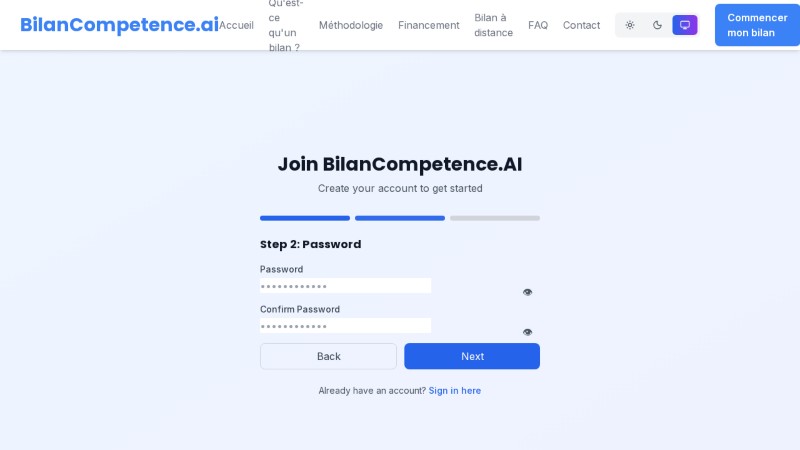 BilanCompetence.ai
Accueil
Qu'est-
ce
qu'un
bilan ?
Méthodologie
Financement
Bilan à
distance
FAQ
Contact
Commencer
mon bilan
Join BilanCompetence.AI
Create your account to get started
Step 2: Password
Password
••••••••••••
Confirm Password
••••••••••••
Back
Next
Already have an account? Sign in here